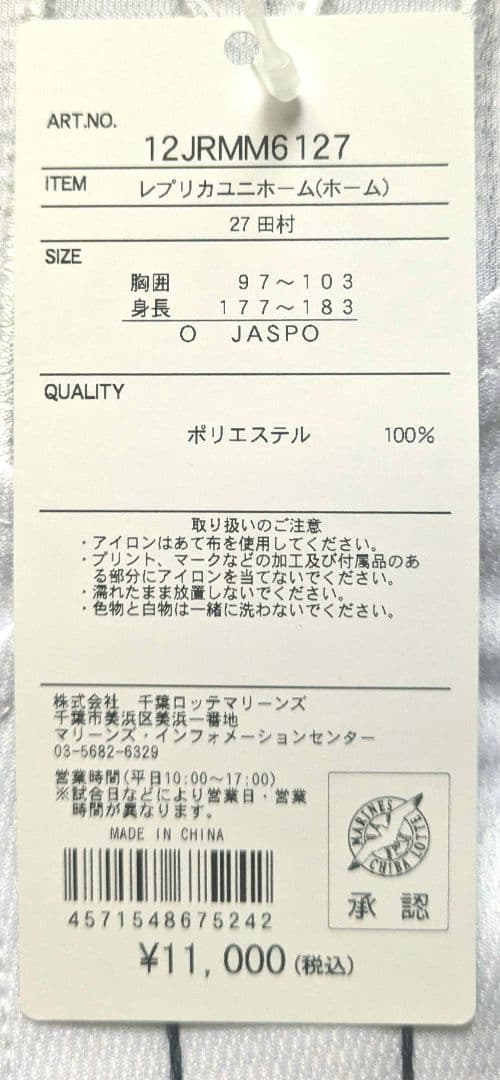 ART.NO.
12JRMM6127
ITEM レプリカユニホーム(ホーム)
27 田村
SIZE
胸囲 97～103
身長 177～183
O JASPO
QUALITY
ポリエステル 100%
取り扱いのご注意
・アイロンはあて布を使用してください。
・プリント、マークなどの加工及び付属品のあ
る部分にアイロンを当てないでください。
・濡れたまま放置しないでください。
・色物と白物は一緒に洗わないでください。
株式会社 千葉ロッテマリーンズ
千葉市美浜区美浜一番地
マリーンズ・インフォメーションセンター
03-5682-6329
営業時間(平日10:00～17:00)
※試合日などにより営業日・営業
時間が異なります。
MADE IN CHINA
4571548675242
¥11,000(税込)
MARINES
CHIBA LOTTE
承認